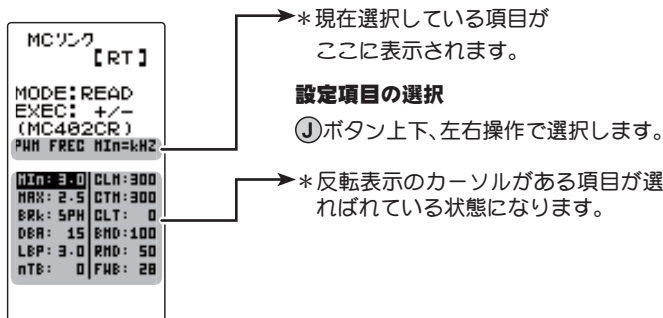 MCリンク
[RT]
MODE:READ
EXEC: +/-
(MC402CR)
PWM FREC MIn=kHZ
MIn: 3.0 CLM:300
MAX: 2.5 CTM:300
BRk: SPH CLT: 0
DBA: 15 BMD:100
LBP: 3.0 RMD: 50
nTB: 0 FWB: 28
＊現在選択している項目が
ここに表示されます。
設定項目の選択
Jボタン上下、左右操作で選択します。
＊反転表示のカーソルがある項目が選
ばれている状態になります。